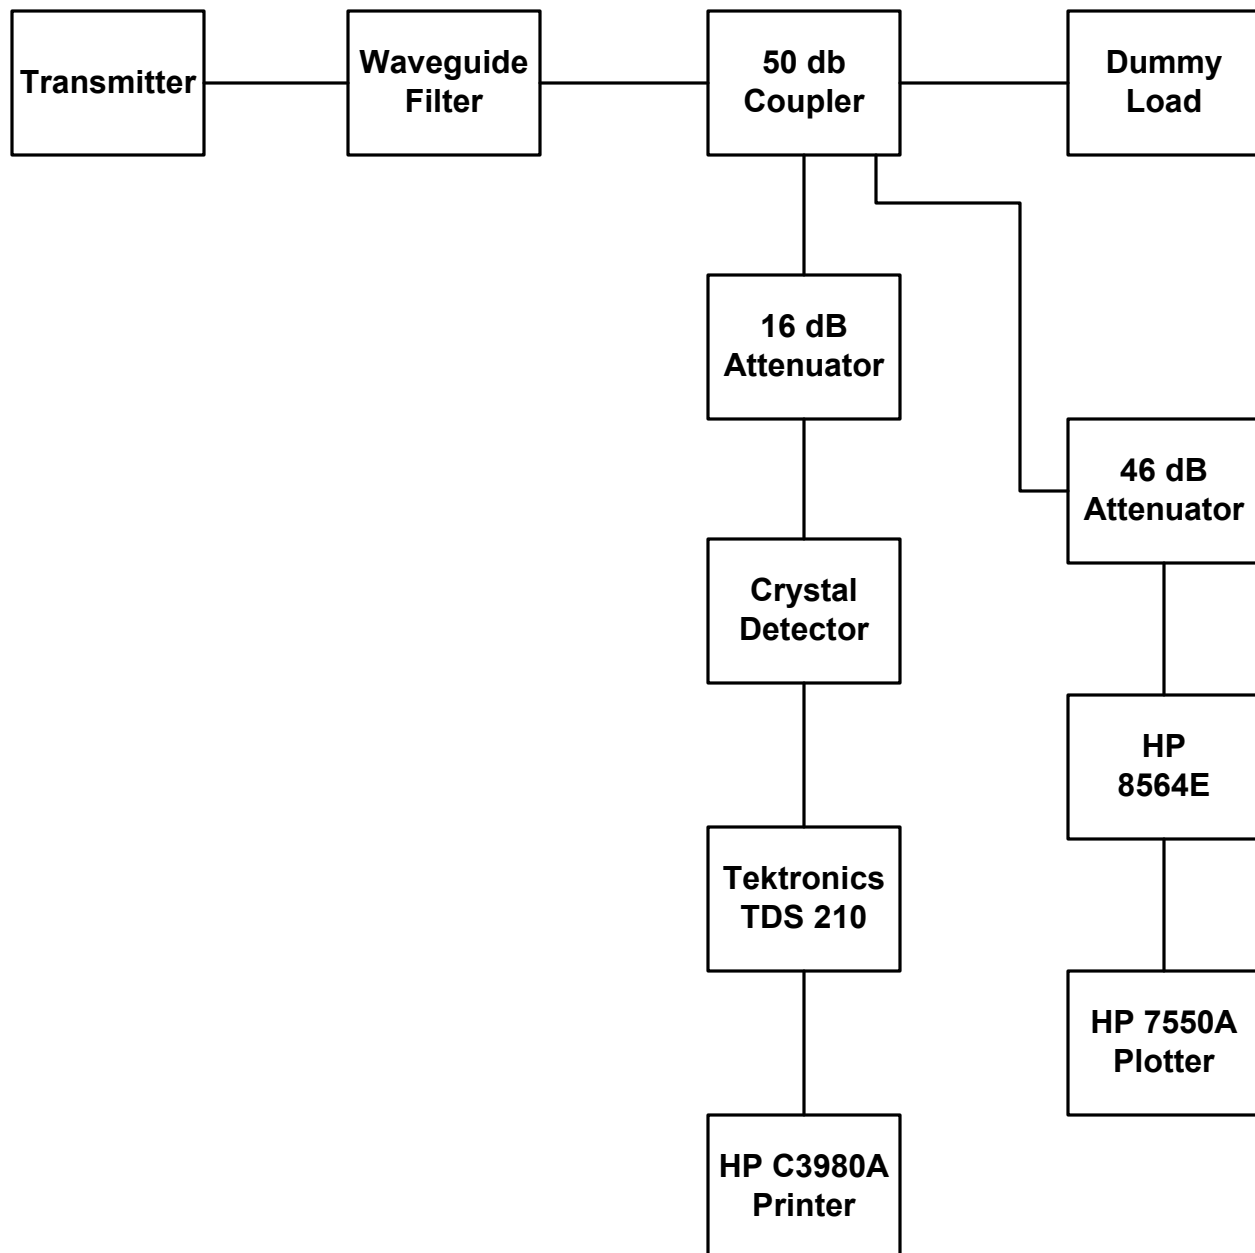 Transmitter
Waveguide
Filter
50 db
Coupler
Dummy
Load
16 dB
Attenuator
46 dB
Attenuator
Crystal
Detector
HP
8564E
Tektronics
TDS 210
HP 7550A
Plotter
HP C3980A
Printer